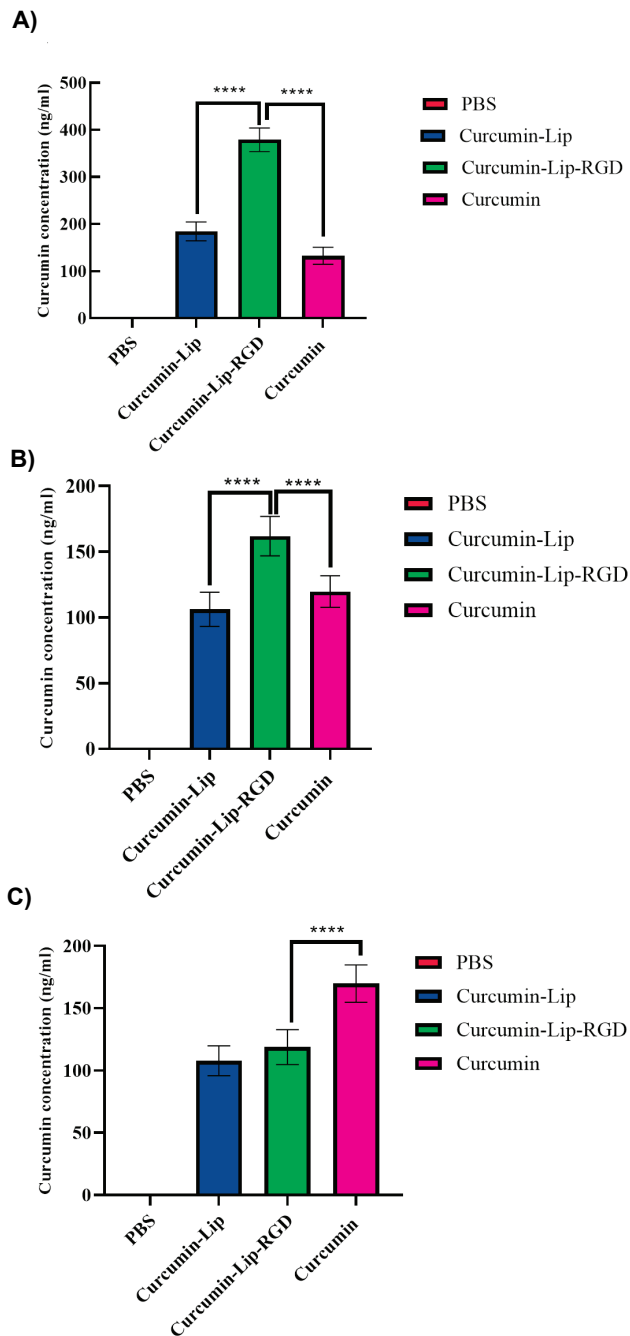 A)
Curcumin concentration (ng/ml)
500
400
300
200
100
0
**** ****
PBS
Curcumin-Lip
Curcumin-Lip-RGD
Curcumin
PBS
Curcumin-Lip
Curcumin-Lip-RGD
Curcumin
B)
Curcumin concentration (ng/ml)
200
150
100
50
0
**** ****
PBS
Curcumin-Lip
Curcumin-Lip-RGD
Curcumin
PBS
Curcumin-Lip
Curcumin-Lip-RGD
Curcumin
C)
Curcumin concentration (ng/ml)
200
150
100
50
0
****
PBS
Curcumin-Lip
Curcumin-Lip-RGD
Curcumin
PBS
Curcumin-Lip
Curcumin-Lip-RGD
Curcumin